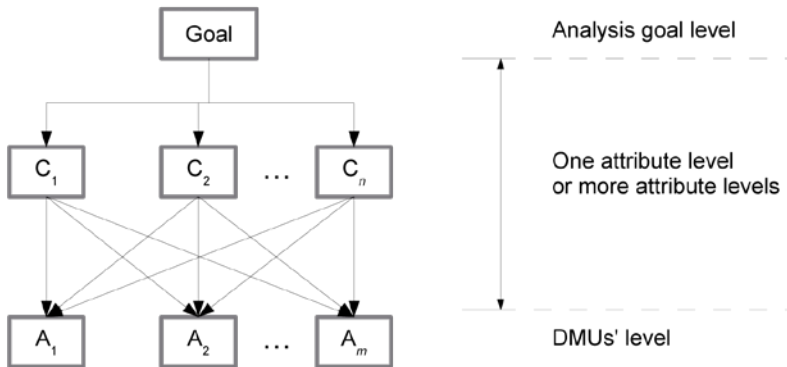 Goal
Analysis goal level
C1 C2 … Cn
One attribute level
or more attribute levels
A1 A2 … Am
DMUs' level